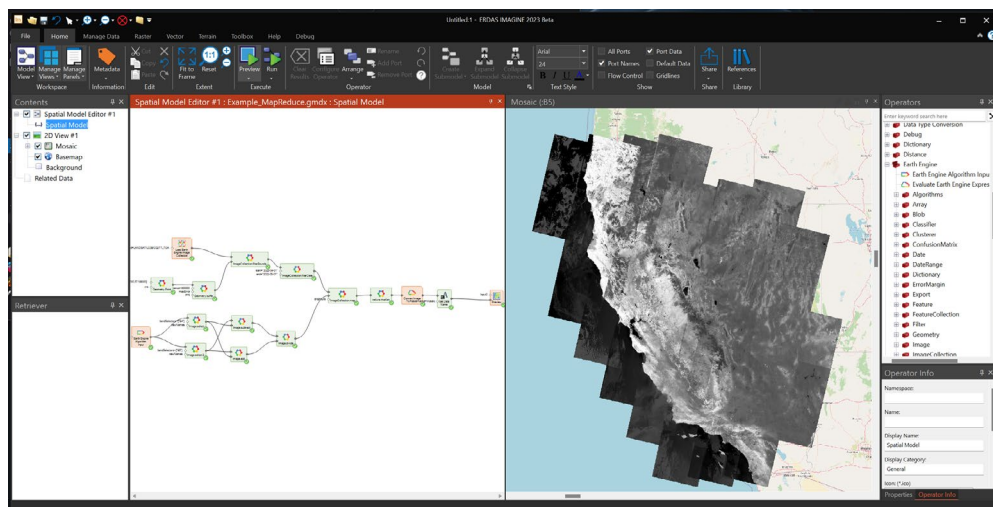 Untitled:1 - ERDAS IMAGINE 2023 Beta
File Home Manage Data Raster Vector Terrain Toolbox Help Debug
Model View
Manage Views
Manage Panels
Workspace
Metadata
Information
Cut
Copy
Paste
Edit
Fit to Frame
Reset
Extent
Preview
Run
Execute
Clear Results
Configure Operator
Arrange
Rename
Add Port
Remove Port
Operator
Create Submodel
Expand Submodel
Collapse Submodel
Model
Arial
24
B I U A
Text Style
All Ports Port Data
Port Names Default Data
Flow Control Gridlines
Show
Share
Share
References
Library
Contents
Spatial Model Editor #1
Spatial Model
2D View #1
Mosaic
Basemap
Background
Related Data
Retriever
Spatial Model Editor #1 : Example_MapReduce.gmdx : Spatial Model
Mosaic (:B5)
Operators
Enter keyword search here
Data Type Conversion
Debug
Dictionary
Distance
Earth Engine
Earth Engine Algorithm Inpu
Evaluate Earth Engine Expres
Algorithms
Array
Blob
Classifier
Clusterer
ConfusionMatrix
Date
DateRange
Dictionary
ErrorMargin
Export
Feature
FeatureCollection
Filter
Geometry
Image
ImageCollection
Operator Info
Namespace:
Name:
Display Name:
Spatial Model
Display Category:
General
Icon (*.ico)
Properties Operator Info